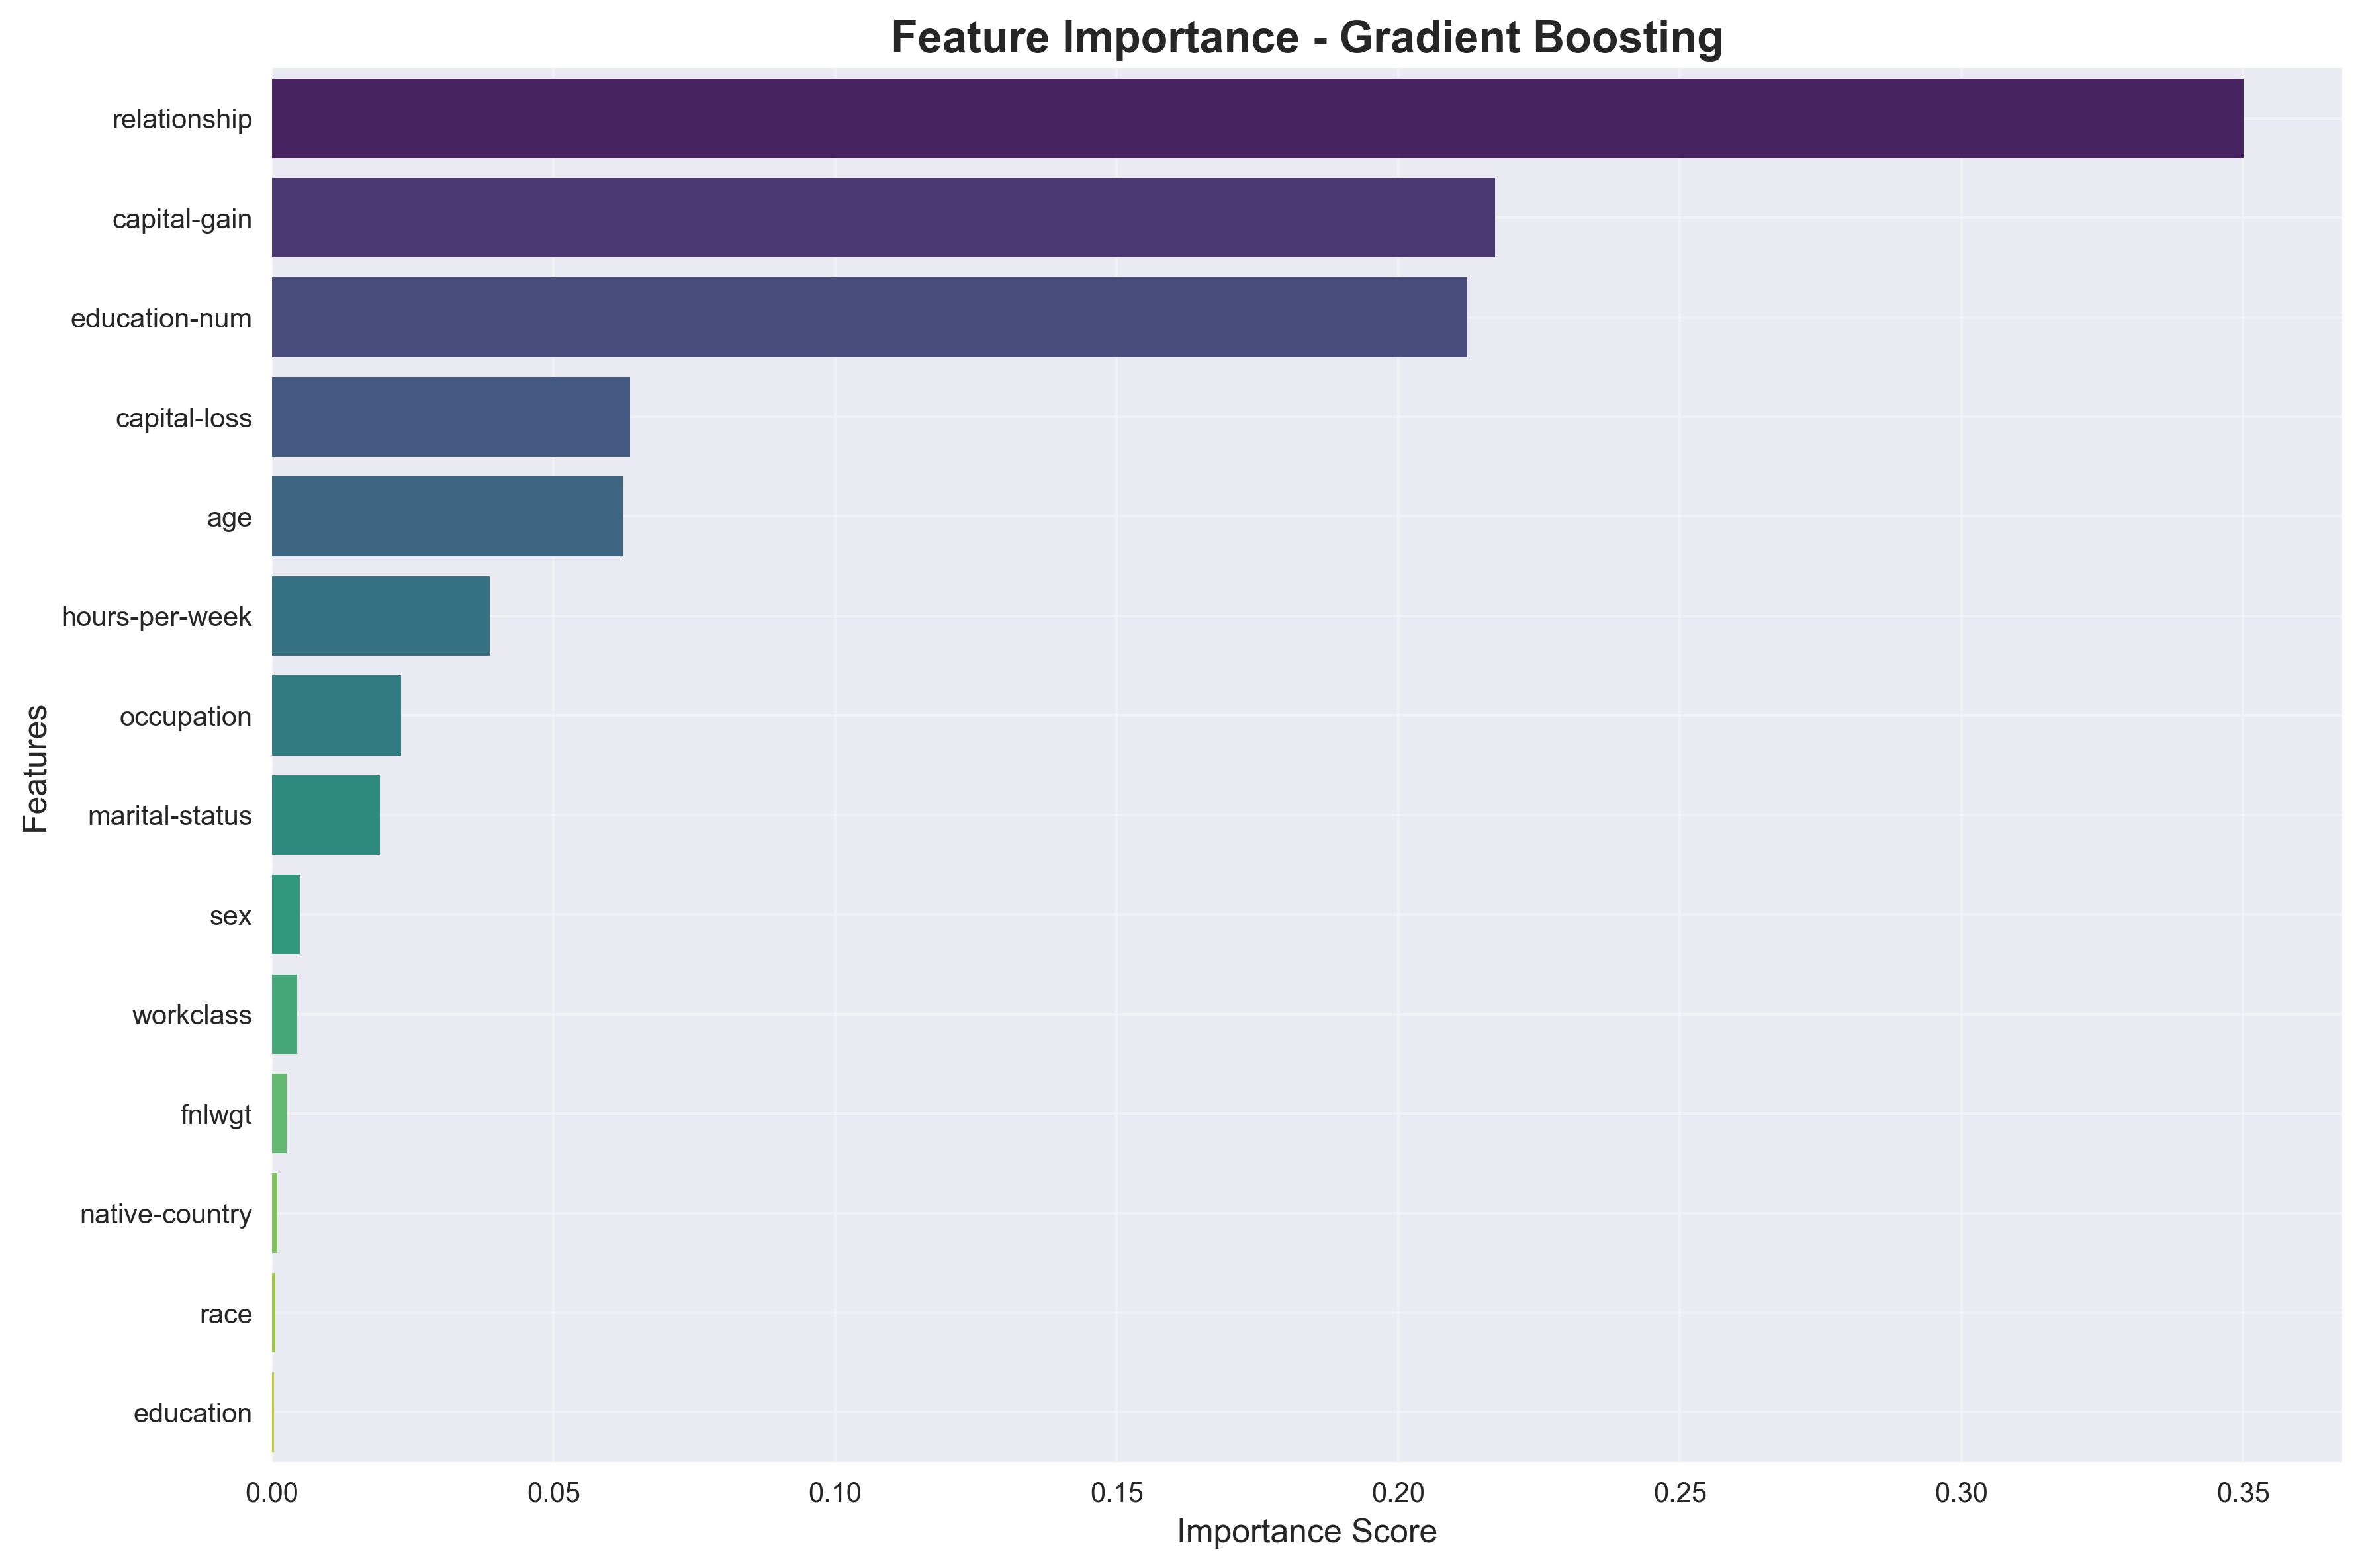 Feature Importance - Gradient Boosting
Features
relationship
capital-gain
education-num
capital-loss
age
hours-per-week
occupation
marital-status
sex
workclass
fnlwgt
native-country
race
education
0.00 0.05 0.10 0.15 0.20 0.25 0.30 0.35
Importance Score